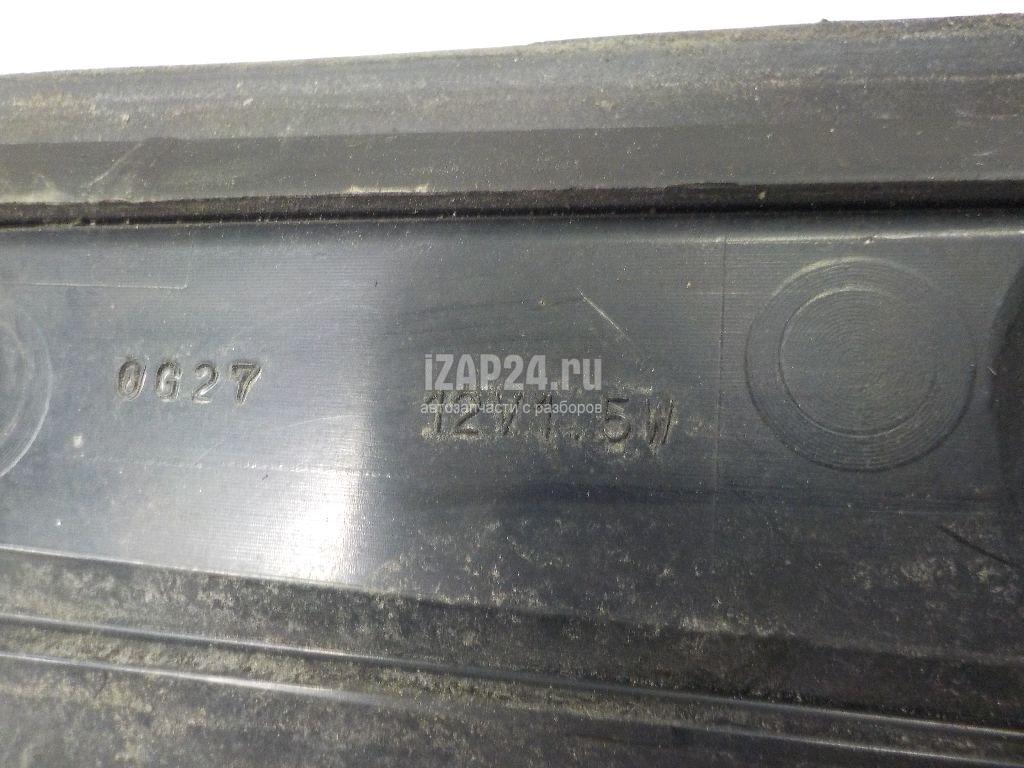 0G27
iZAP24.ru
автозапчасти с разборов
12V1.5W